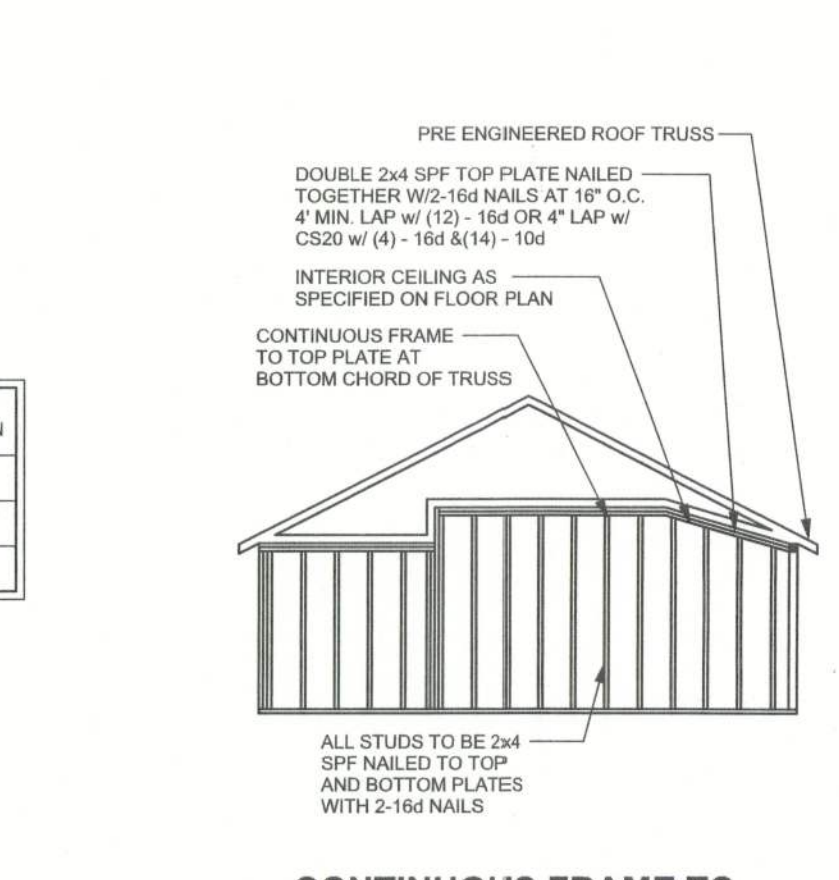 PRE ENGINEERED ROOF TRUSS
DOUBLE 2x4 SPF TOP PLATE NAILED
TOGETHER W/2-16d NAILS AT 16" O.C.
4' MIN. LAP w/ (12) - 16d OR 4" LAP w/
CS20 w/ (4) - 16d &(14) - 10d
INTERIOR CEILING AS
SPECIFIED ON FLOOR PLAN
CONTINUOUS FRAME
TO TOP PLATE AT
BOTTOM CHORD OF TRUSS
N
ALL STUDS TO BE 2x4
SPF NAILED TO TOP
AND BOTTOM PLATES
WITH 2-16d NAILS
CONTINUOUS FRAME TO